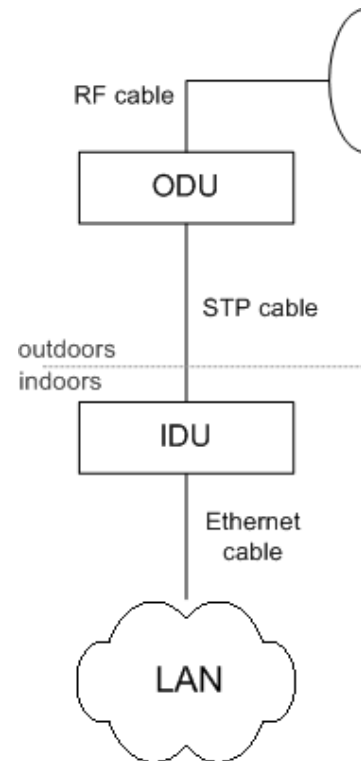 RF cable
ODU
STP cable
outdoors
indoors
IDU
Ethernet
cable
LAN